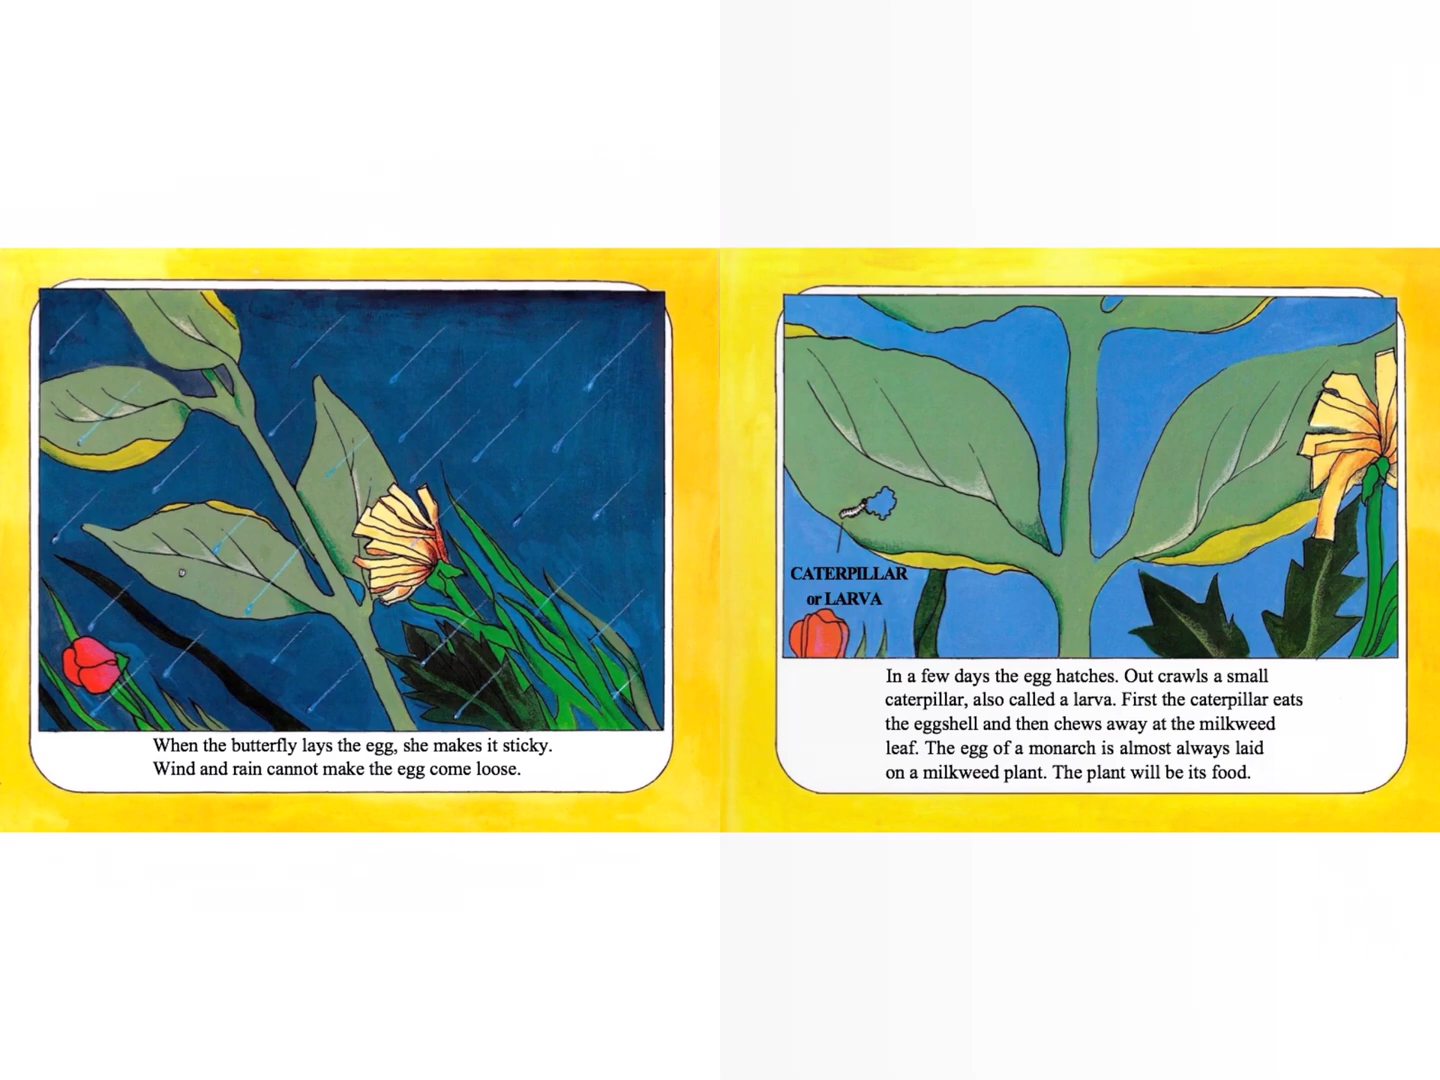 When the butterfly lays the egg, she makes it sticky.
Wind and rain cannot make the egg come loose.
CATERPILLAR
or LARVA
In a few days the egg hatches. Out crawls a small
caterpillar, also called a larva. First the caterpillar eats
the eggshell and then chews away at the milkweed
leaf. The egg of a monarch is almost always laid
on a milkweed plant. The plant will be its food.